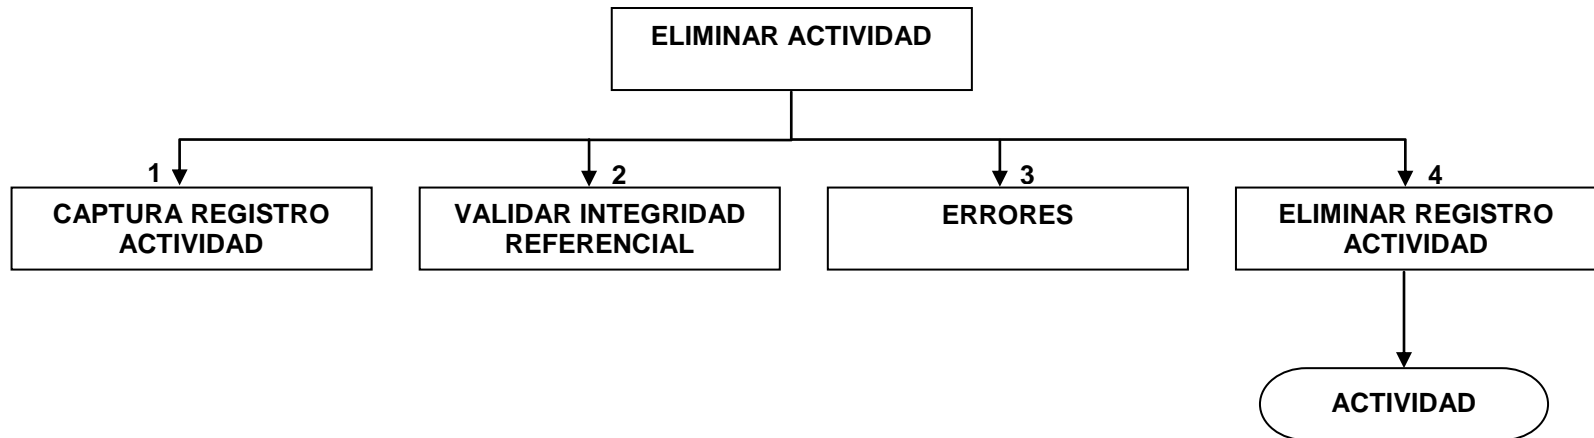 ELIMINAR ACTIVIDAD
1
2
3
4
CAPTURA REGISTRO
ACTIVIDAD
VALIDAR INTEGRIDAD
REFERENCIAL
ERRORES
ELIMINAR REGISTRO
ACTIVIDAD
ACTIVIDAD